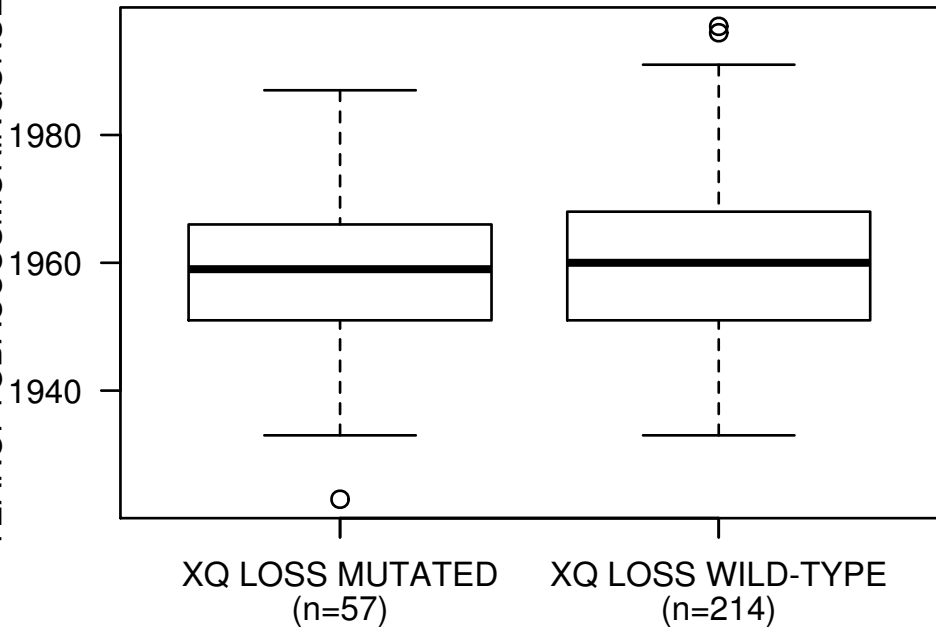 1980
1960
1940
XQ LOSS MUTATED
(n=57)
XQ LOSS WILD-TYPE
(n=214)